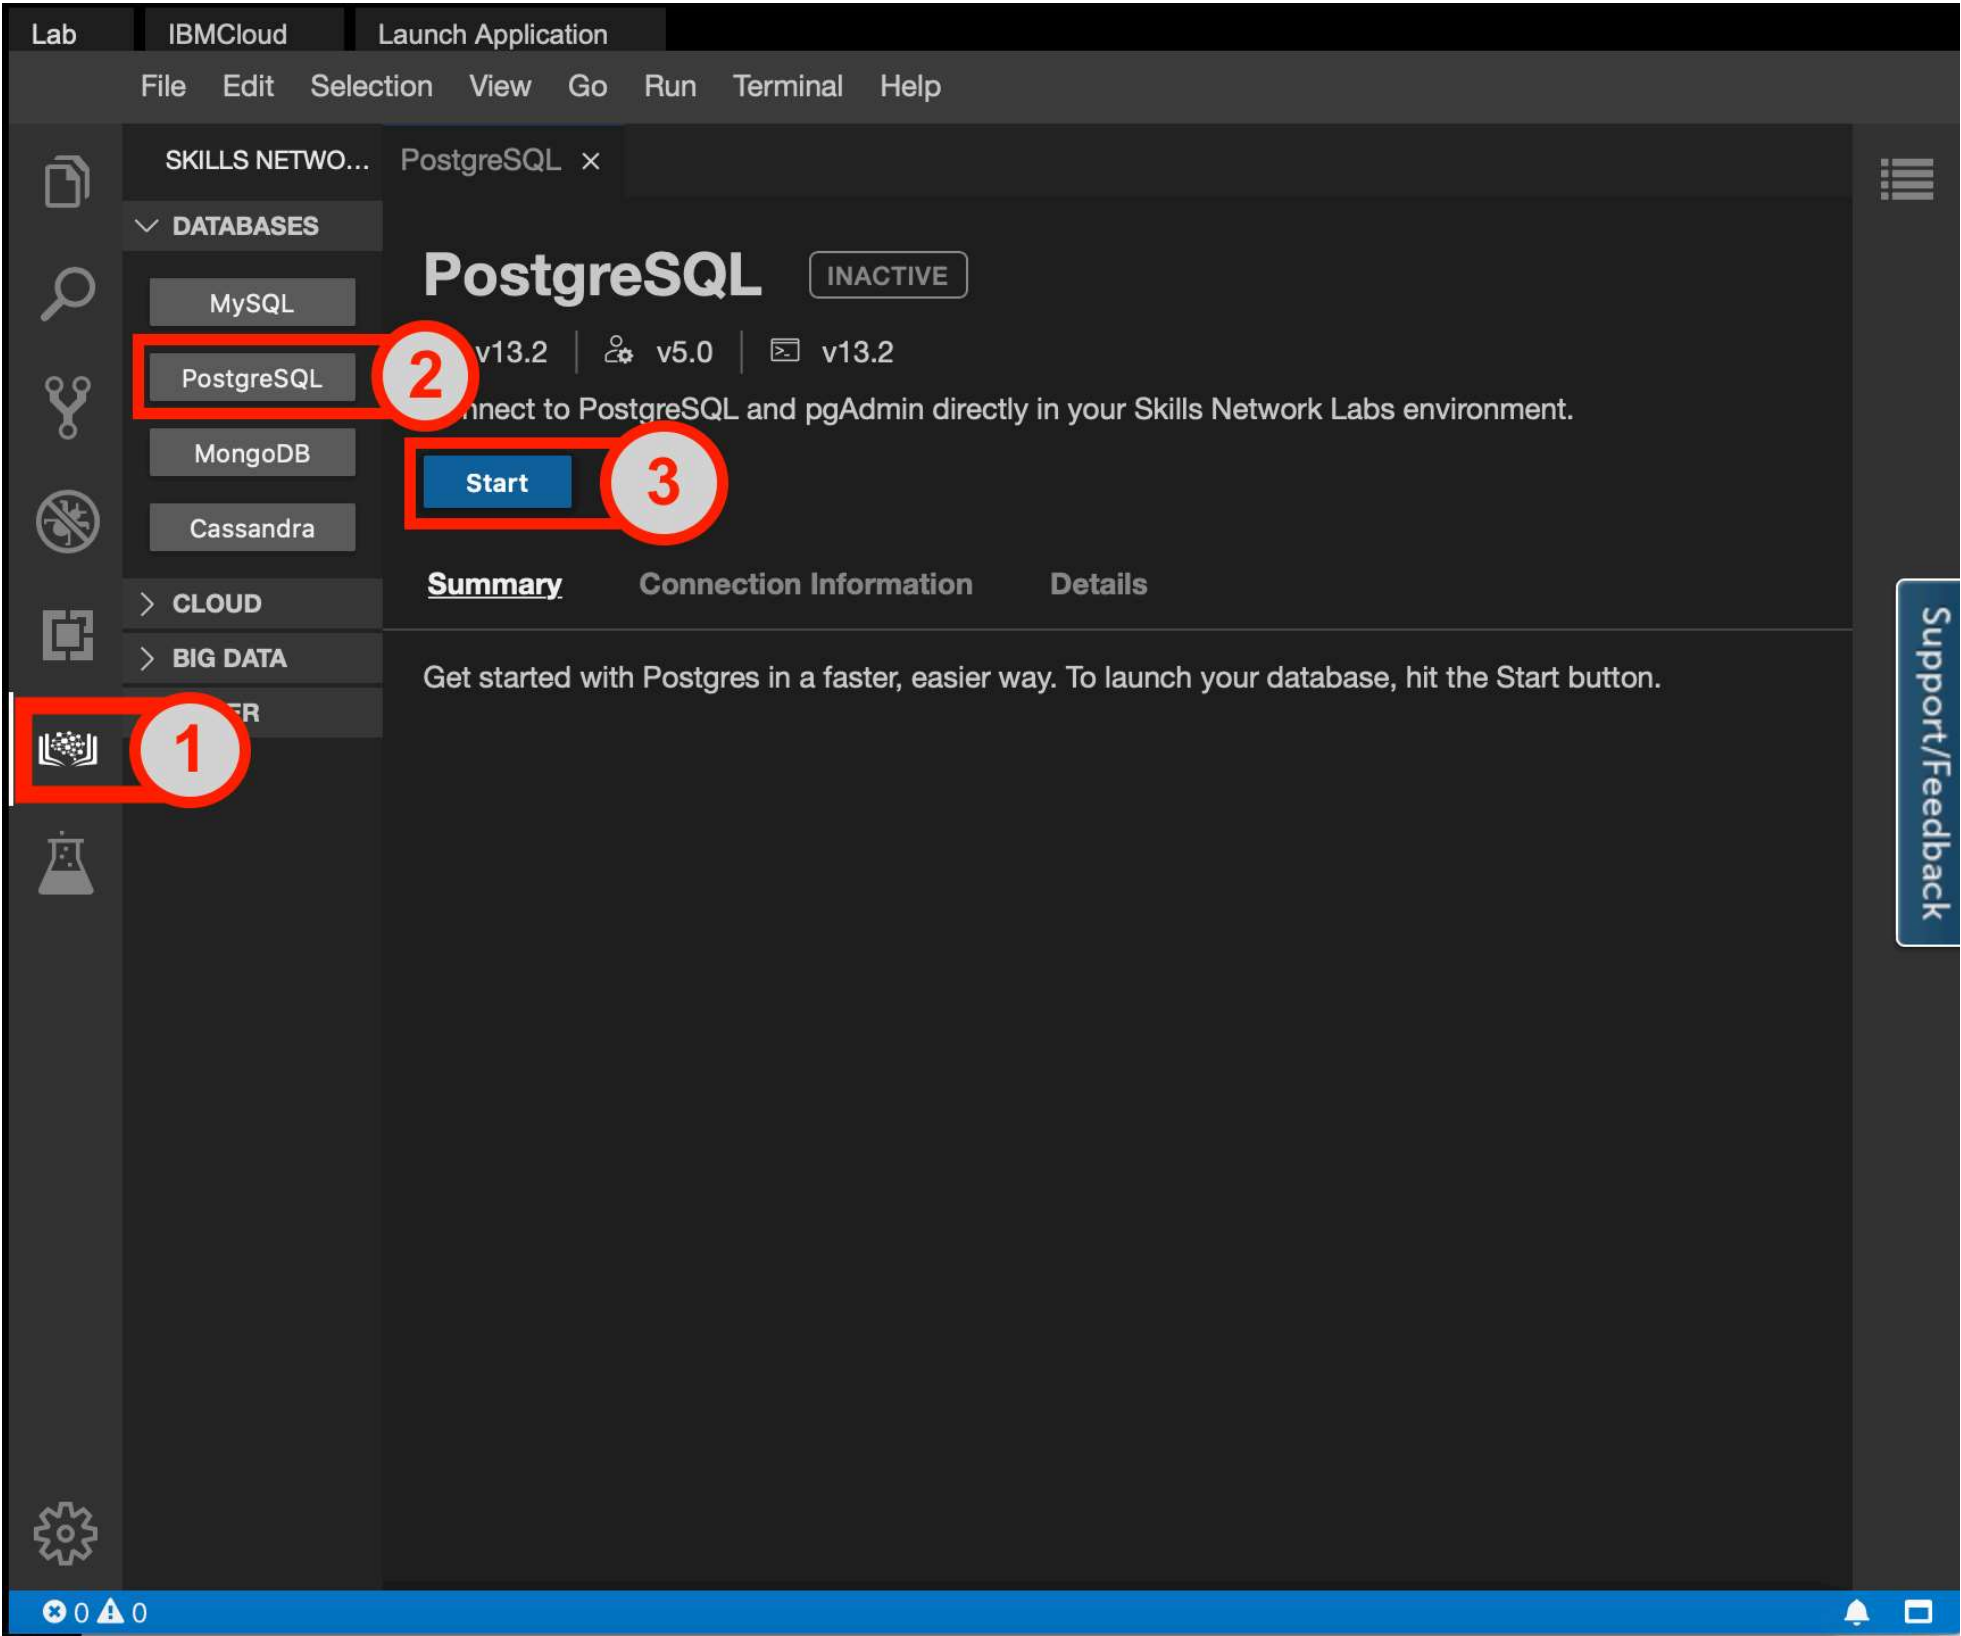 Lab IBMCloud Launch Application
File Edit Selection View Go Run Terminal Help
SKILLS NETWO... PostgreSQL ×
DATABASES
MySQL
PostgreSQL
MongoDB
Cassandra
CLOUD
BIG DATA
ER
PostgreSQL INACTIVE
v13.2 v5.0 v13.2
nnect to PostgreSQL and pgAdmin directly in your Skills Network Labs environment.
Start
1
2
3
Summary Connection Information Details
Get started with Postgres in a faster, easier way. To launch your database, hit the Start button.
Support/Feedback
0 0